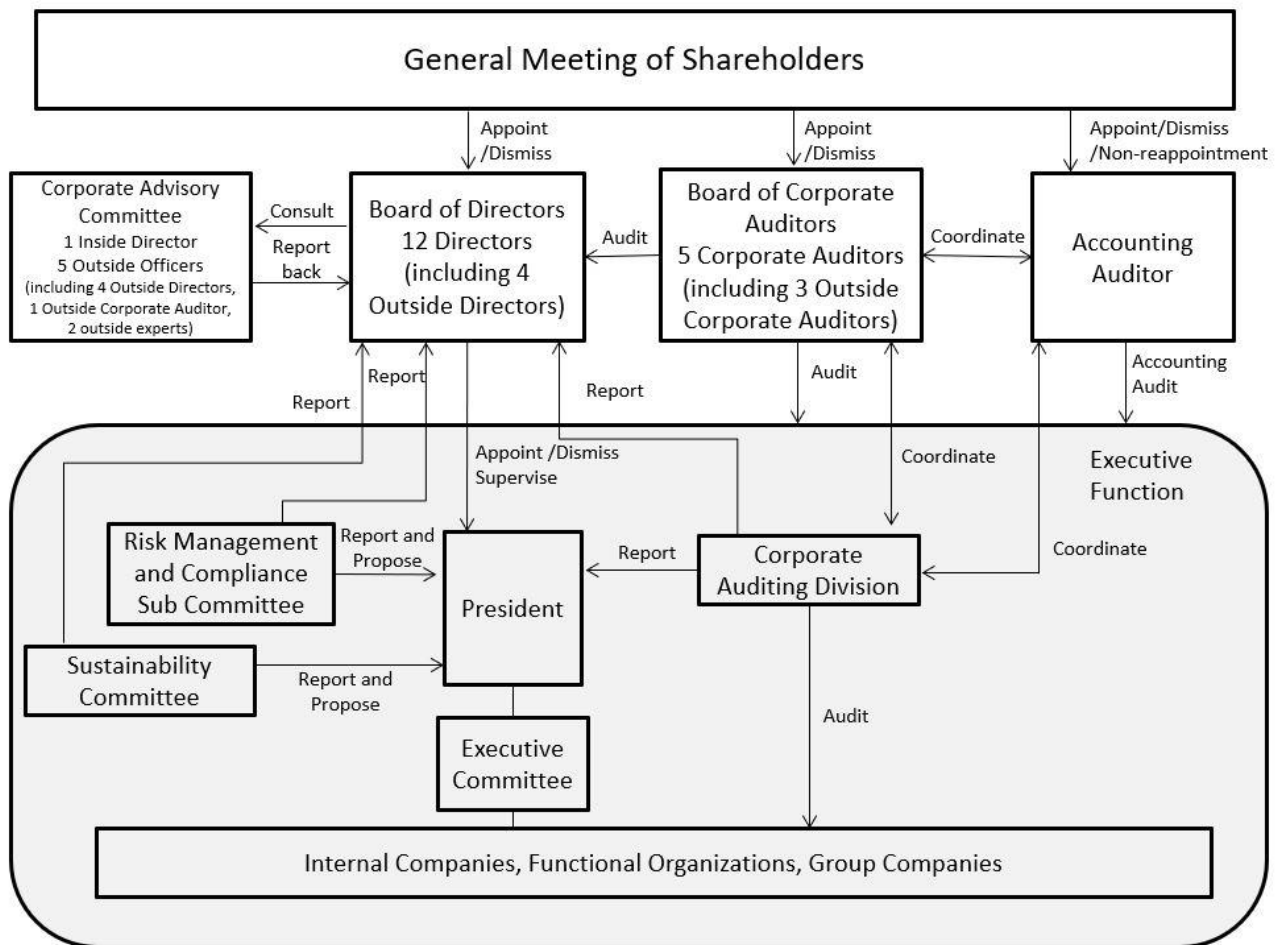 General Meeting of Shareholders
Appoint
/Dismiss
Appoint
/Dismiss
Appoint/Dismiss
/Non-reappointment
Corporate Advisory
Committee
1 Inside Director
5 Outside Officers
(including 4 Outside Directors,
1 Outside Corporate Auditor,
2 outside experts)
Consult
Report
back
Board of Directors
12 Directors
(including 4
Outside Directors)
Audit
Board of Corporate
Auditors
5 Corporate Auditors
(including 3 Outside
Corporate Auditors)
Coordinate
Accounting
Auditor
Report
Report
Report
Audit
Accounting
Audit
Appoint /Dismiss
Supervise
Coordinate
Executive
Function
Risk Management
and Compliance
Sub Committee
Report and
Propose
President
Report
Corporate
Auditing Division
Coordinate
Sustainability
Committee
Report and
Propose
Audit
Executive
Committee
Internal Companies, Functional Organizations, Group Companies